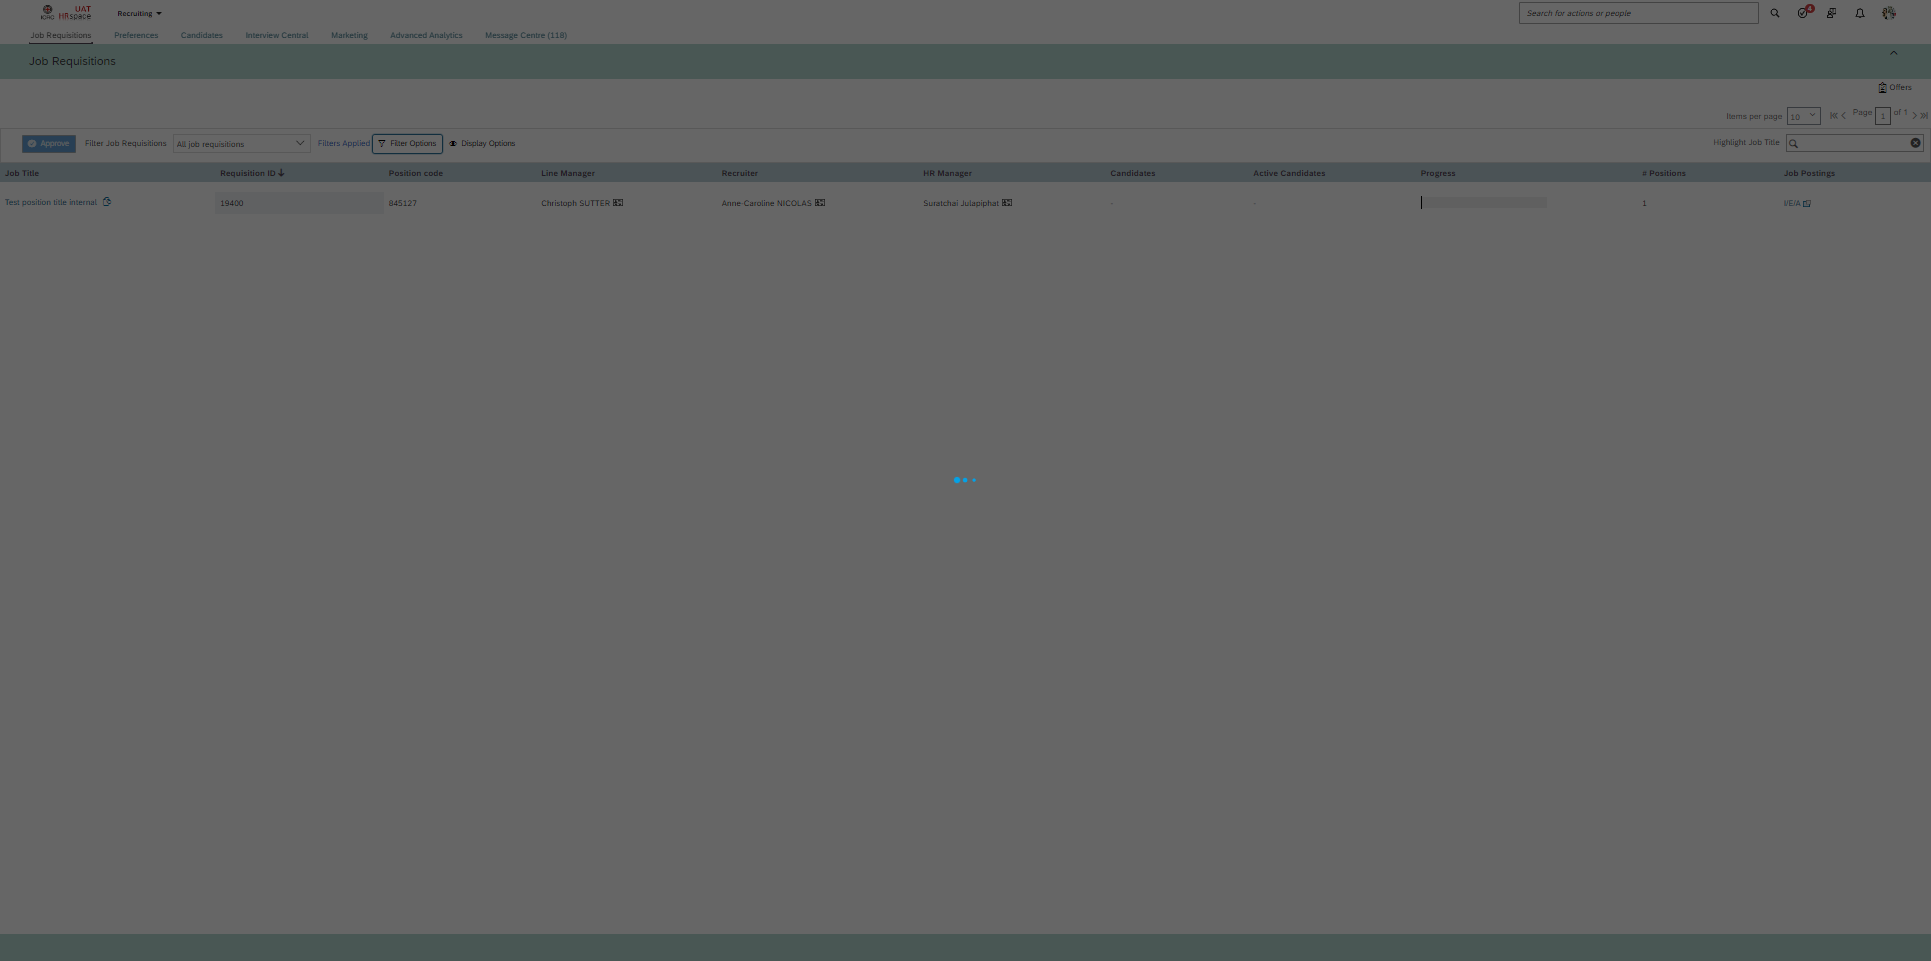 UAT
ICRC HRspace
Recruiting
Search for actions or people
4
Job Requisitions Preferences Candidates Interview Central Marketing Advanced Analytics Message Centre (118)
Job Requisitions
Offers
Items per page 10 Page 1 of 1
Approve Filter Job Requisitions All job requisitions Filters Applied Filter Options Display Options Highlight Job Title
Job Title Requisition ID Position code Line Manager Recruiter HR Manager Candidates Active Candidates Progress # Positions Job Postings
Test position title internal 19400 845127 Christoph SUTTER Anne-Caroline NICOLAS Suratchai Julapiphat - - 1 I/E/A